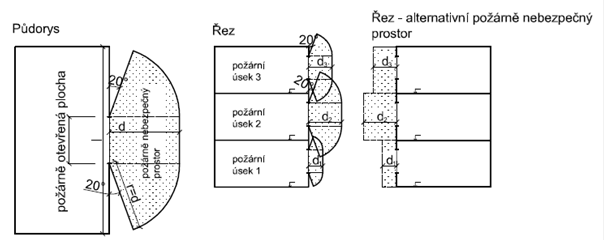 Půdorys
požárně otevřená plocha
l
20°
d
požárně nebezpečný
prostor
20°
r=d
Řez
20°
požární
úsek 3
d₃
20°
požární
úsek 2
d₂
požární
úsek 1
d₁
Řez - alternativní požárně nebezpečný
prostor
d₃
d₂
d₁